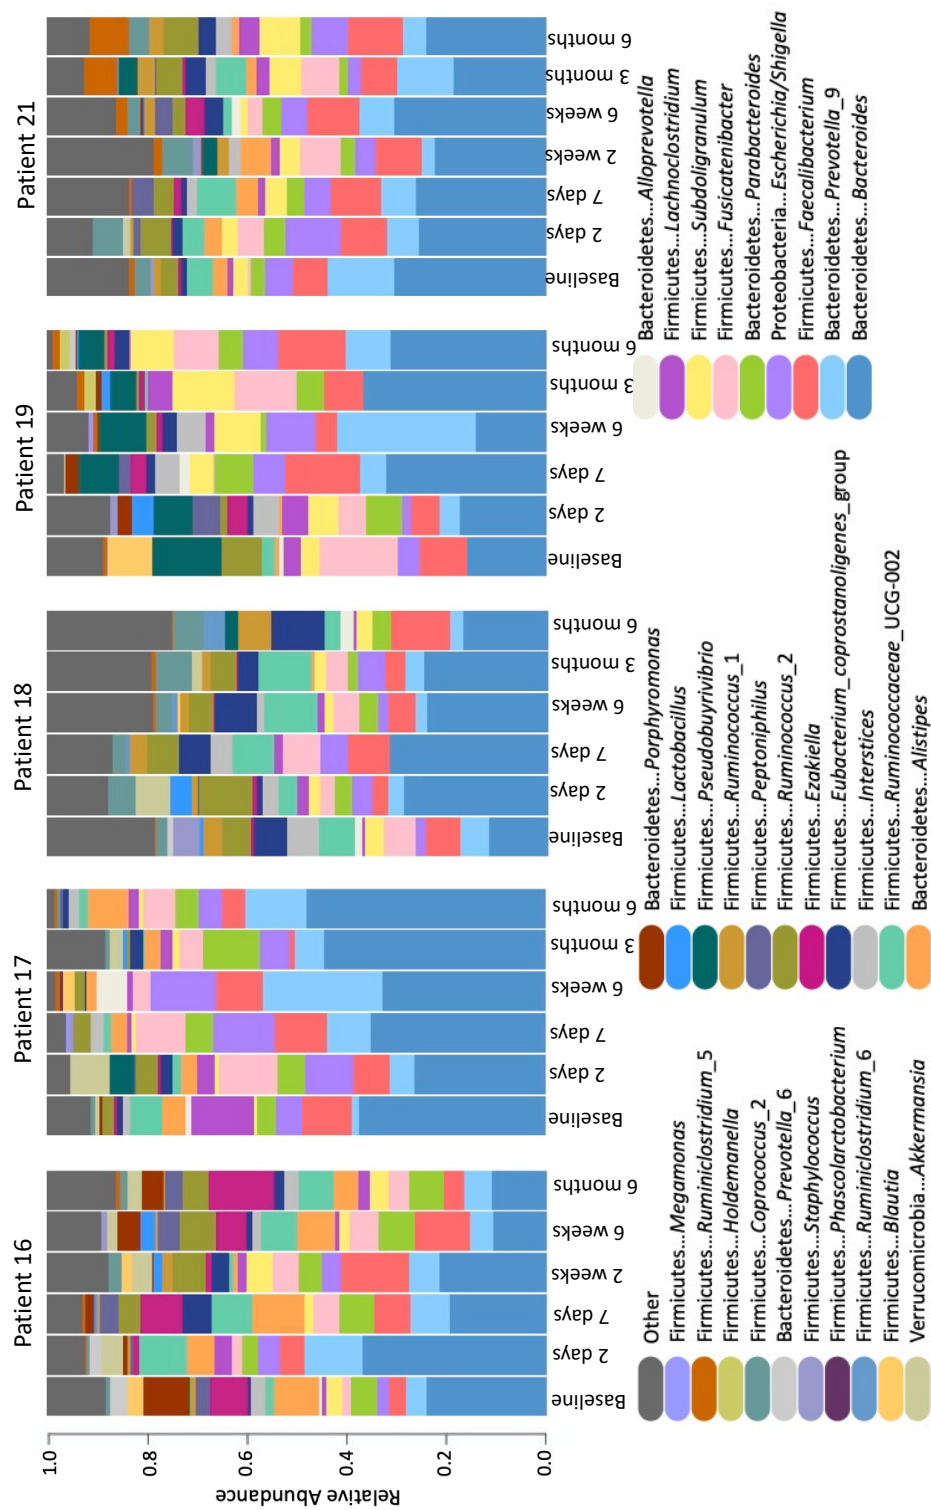 Patient 16
Patient 17
Patient 18
Patient 19
Patient 21
Relative Abundance
1.0
0.8
0.6
0.4
0.2
0.0
Baseline
2 days
7 days
2 weeks
6 weeks
6 months
Baseline
2 days
7 days
6 weeks
3 months
6 months
Baseline
2 days
7 days
6 weeks
3 months
6 months
Baseline
2 days
7 days
6 weeks
3 months
6 months
Baseline
2 days
7 days
2 weeks
6 weeks
3 months
6 months
Other
Firmicutes...Megamonas
Firmicutes...Ruminiclostridium_5
Firmicutes...Holdemanella
Firmicutes...Coprococcus_2
Bacteroidetes...Prevotella_6
Firmicutes...Staphylococcus
Firmicutes...Phascolarctobacterium
Firmicutes...Ruminiclostridium_6
Firmicutes...Blautia
Verrucomicrobia...Akkermansia
Bacteroidetes...Porphyromonas
Firmicutes...Lactobacillus
Firmicutes...Pseudobuyrivibrio
Firmicutes...Ruminococcus_1
Firmicutes...Peptoniphilus
Firmicutes...Ruminococcus_2
Firmicutes...Ezakiella
Firmicutes...Eubacterium_coprostanoligenes_group
Firmicutes...Interstices
Firmicutes...Ruminococcaceae_UCG-002
Bacteroidetes...Alistipes
Bacteroidetes...Alloprevotella
Firmicutes...Lachnoclostridium
Firmicutes...Subdoligranulum
Firmicutes...Fusicatenibacter
Bacteroidetes...Parabacteroides
Proteobacteria...Escherichia/Shigella
Firmicutes...Faecalibacterium
Bacteroidetes...Prevotella_9
Bacteroidetes...Bacteroides